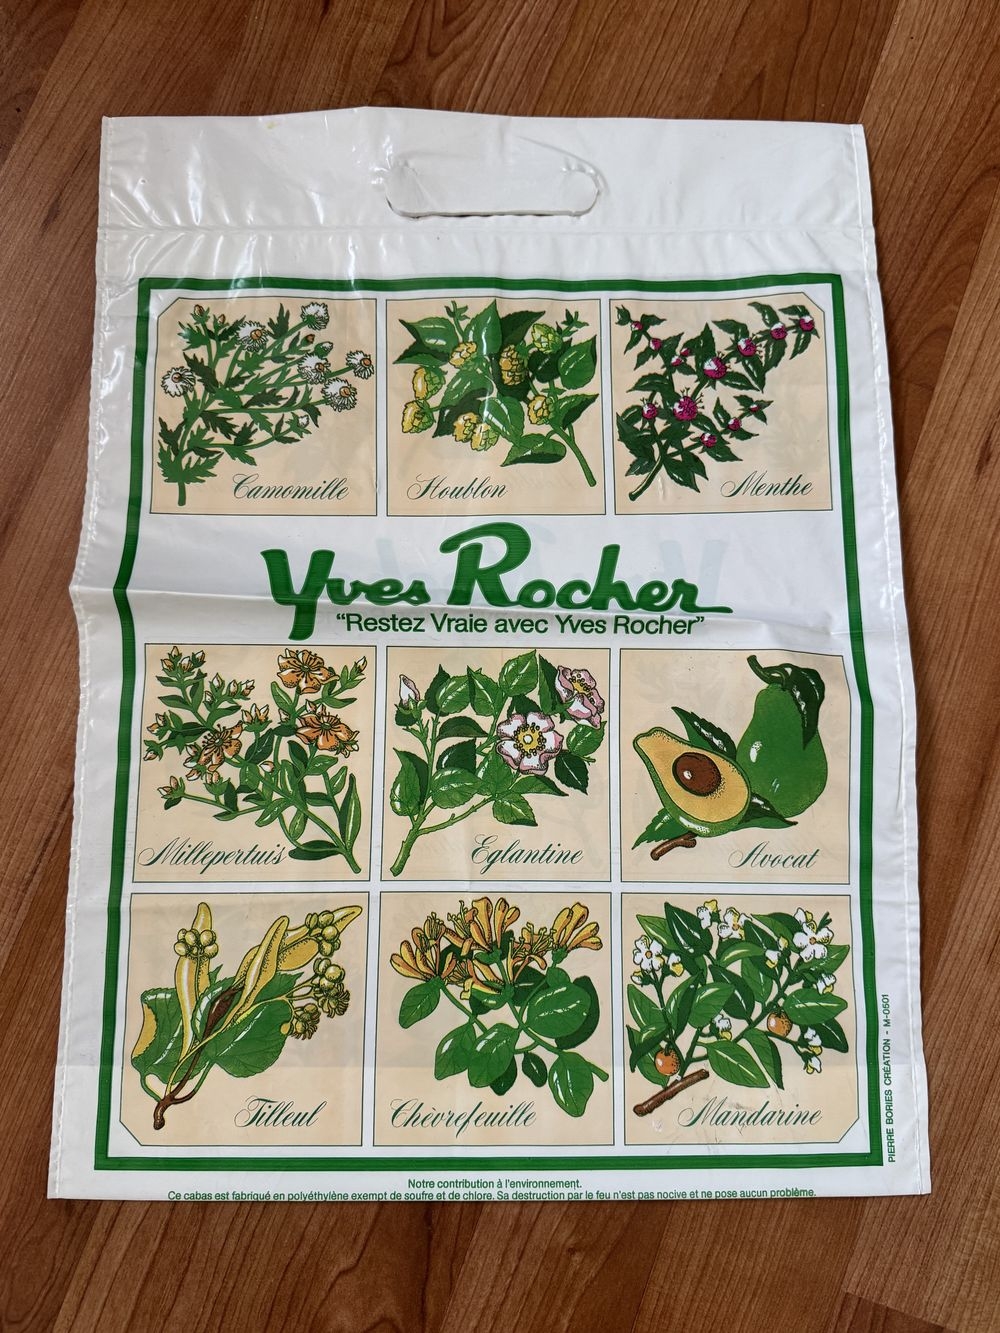 Camomille
Houblon
Menthe
Yves Rocher
“Restez Vraie avec Yves Rocher”
Millepertuis
Eglantine
Avocat
Tilleul
Chèvrefeuille
Mandarine
PIERRE BORIES CRÉATION - M-0501
Notre contribution à l'environnement.
Ce cabas est fabriqué en polyéthylène exempt de soufre et de chlore. Sa destruction par le feu n'est pas nocive et ne pose aucun problème.